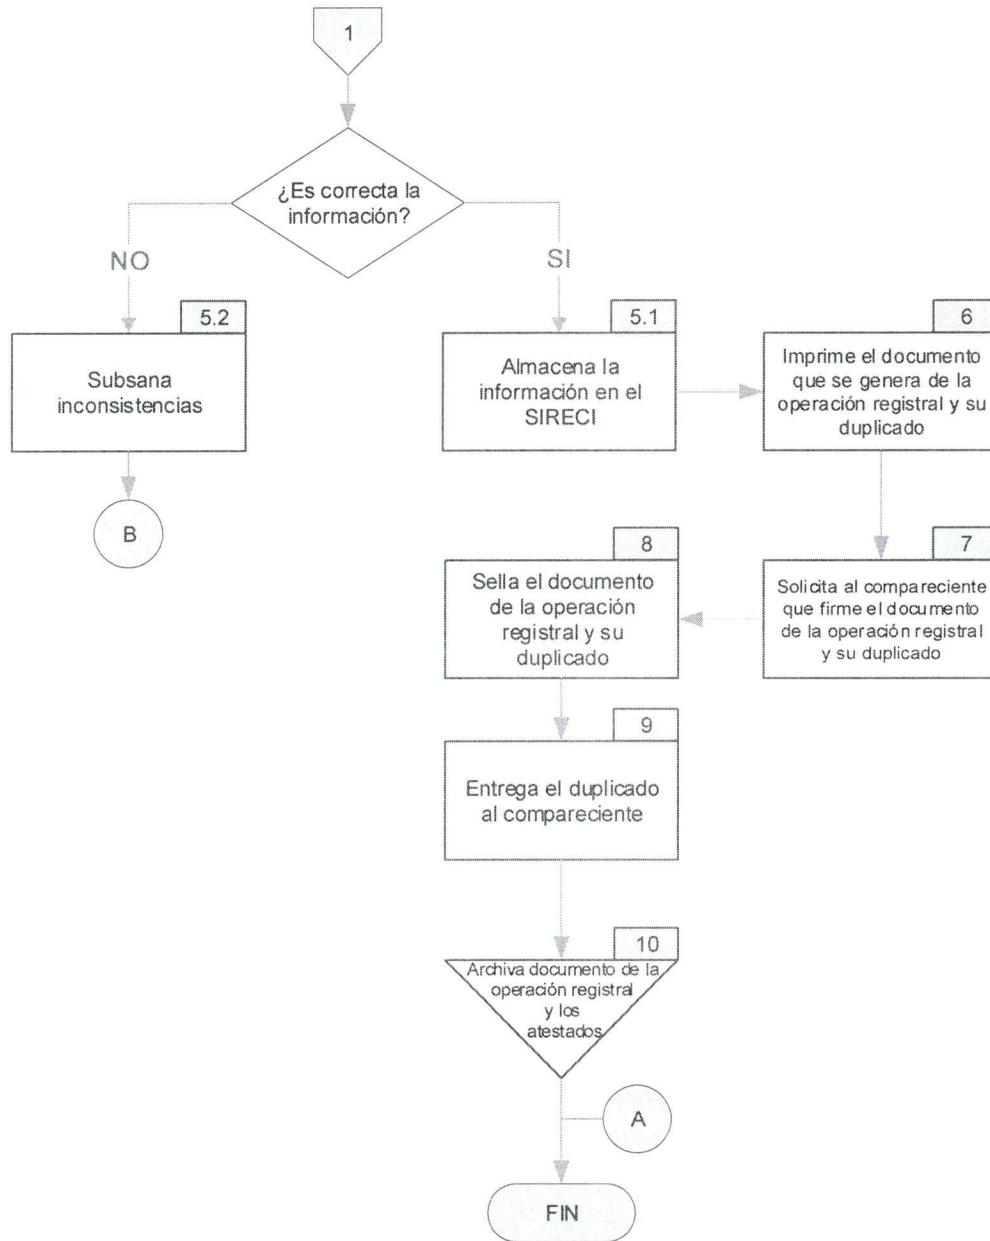 1
¿Es correcta la
información?
NO
SI
5.2
Subsana
inconsistencias
B
5.1
Almacena la
información en el
SIRECI
6
Imprime el documento
que se genera de la
operación registral y su
duplicado
7
Solicita al compareciente
que firme el documento
de la operación registral
y su duplicado
8
Sella el documento
de la operación
registral y su
duplicado
9
Entrega el duplicado
al compareciente
10
Archiva documento de la
operación registral
y los
atestados
A
FIN